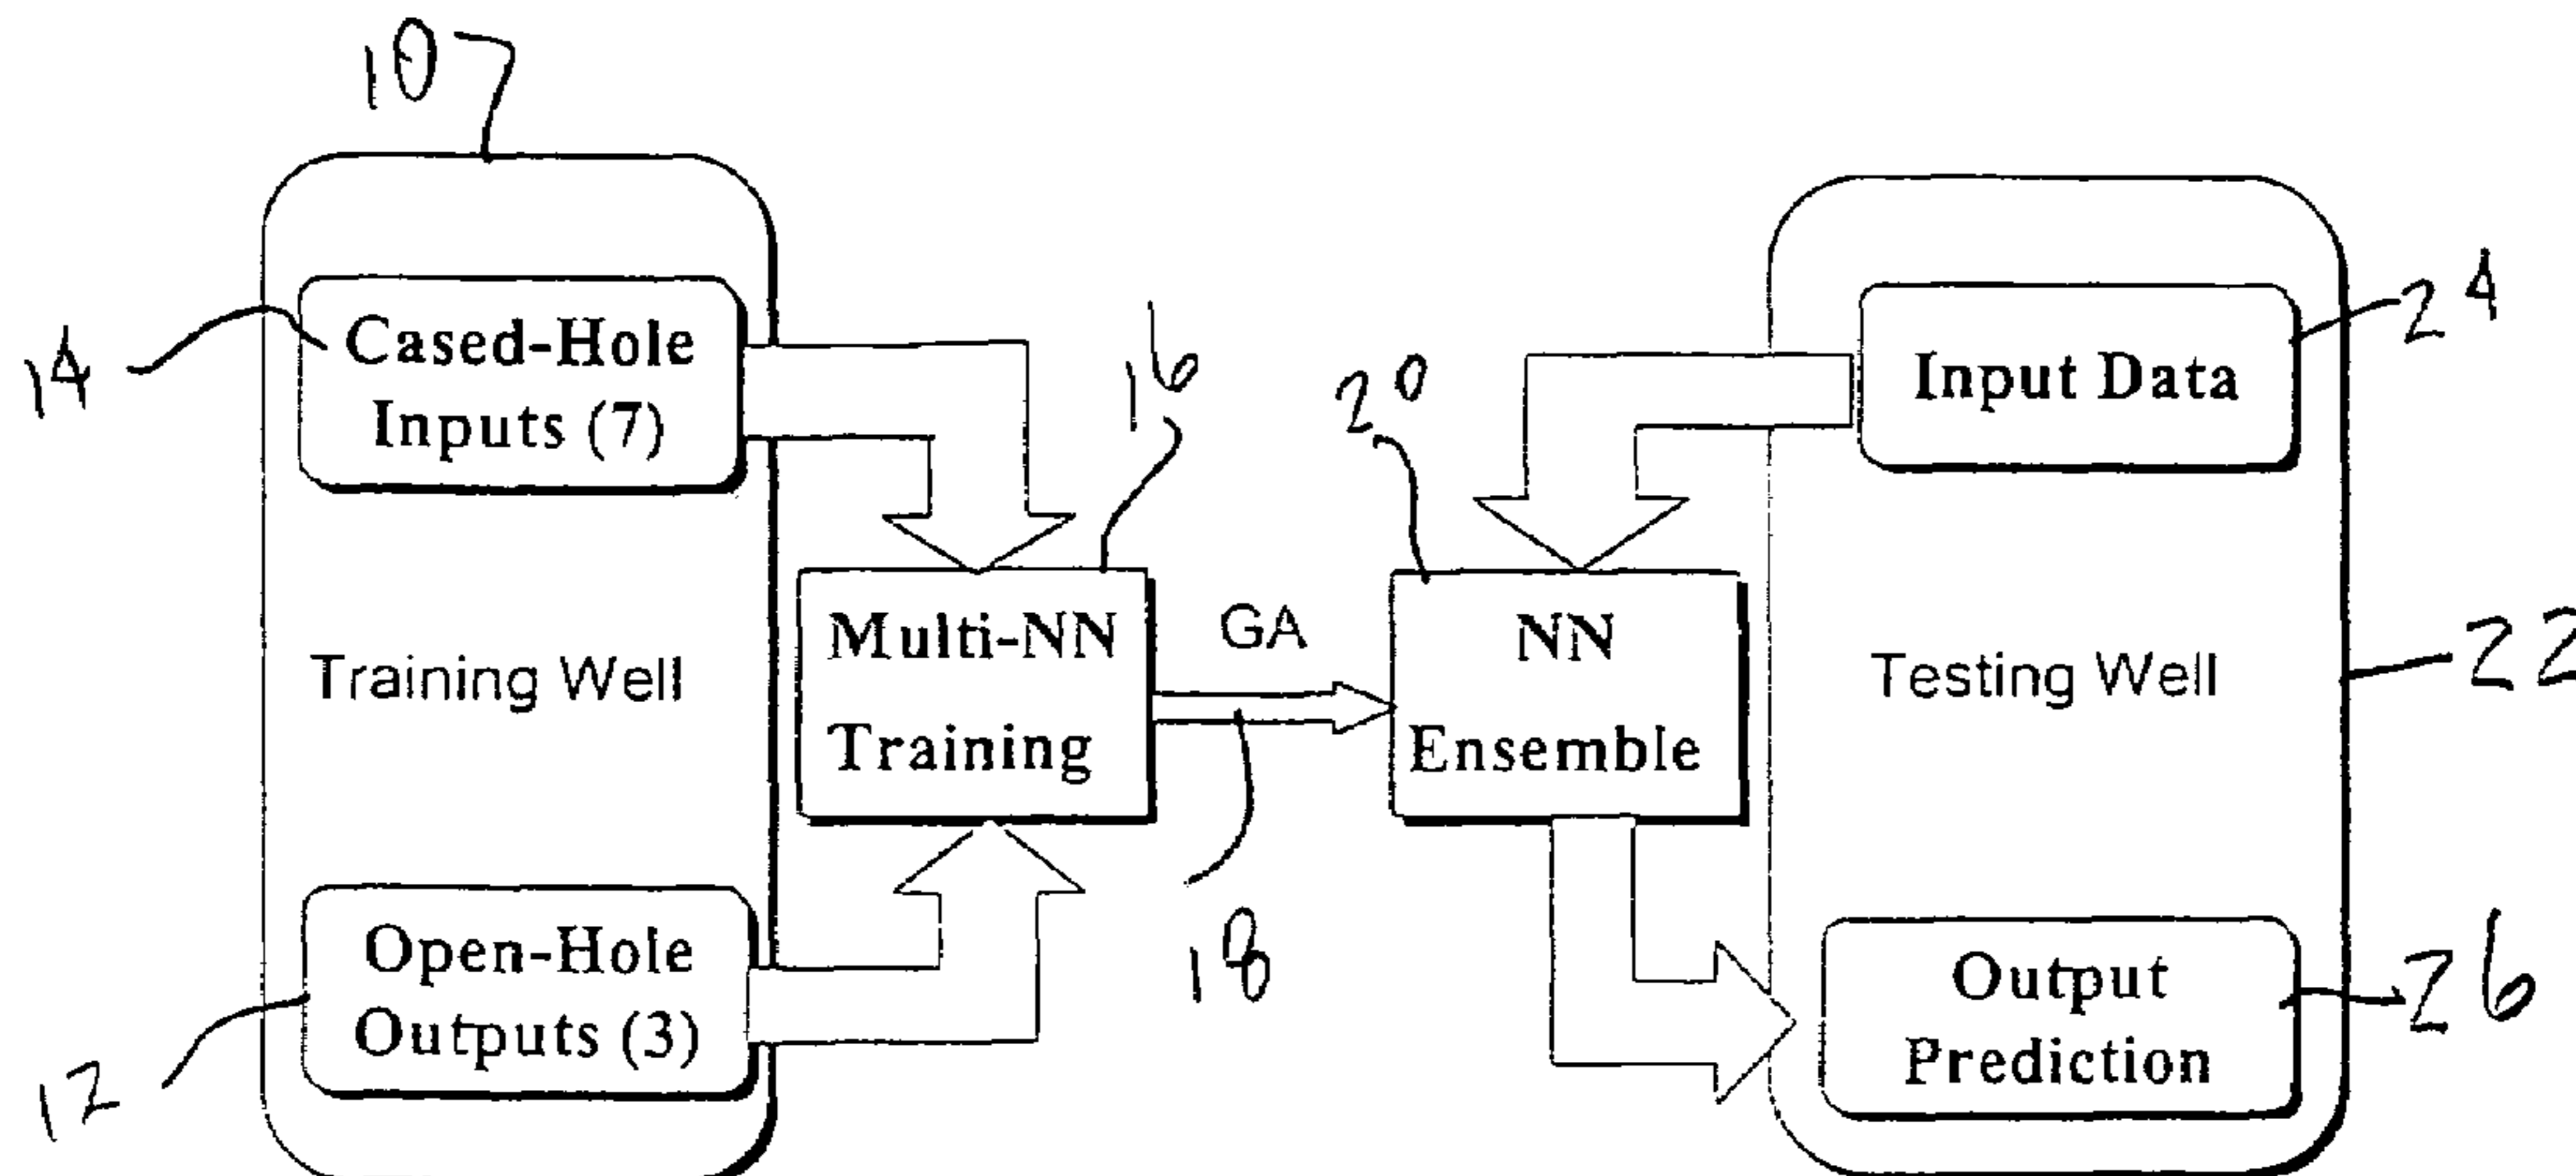 10
14
Cased-Hole
Inputs (7)
16
20
Input Data
24
Training Well
Multi-NN
Training
GA
18
NN
Ensemble
Testing Well
22
12
Open-Hole
Outputs (3)
Output
Prediction
26